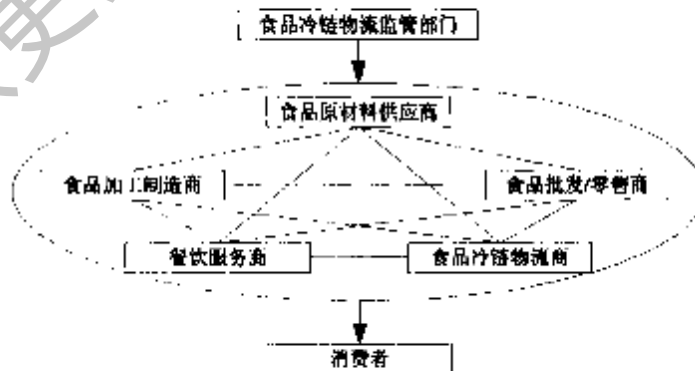 食品冷链物流监管部门
食品原材料供应商
食品加工制造商
食品批发/零售商
餐饮服务商
食品冷链物流商
消费者